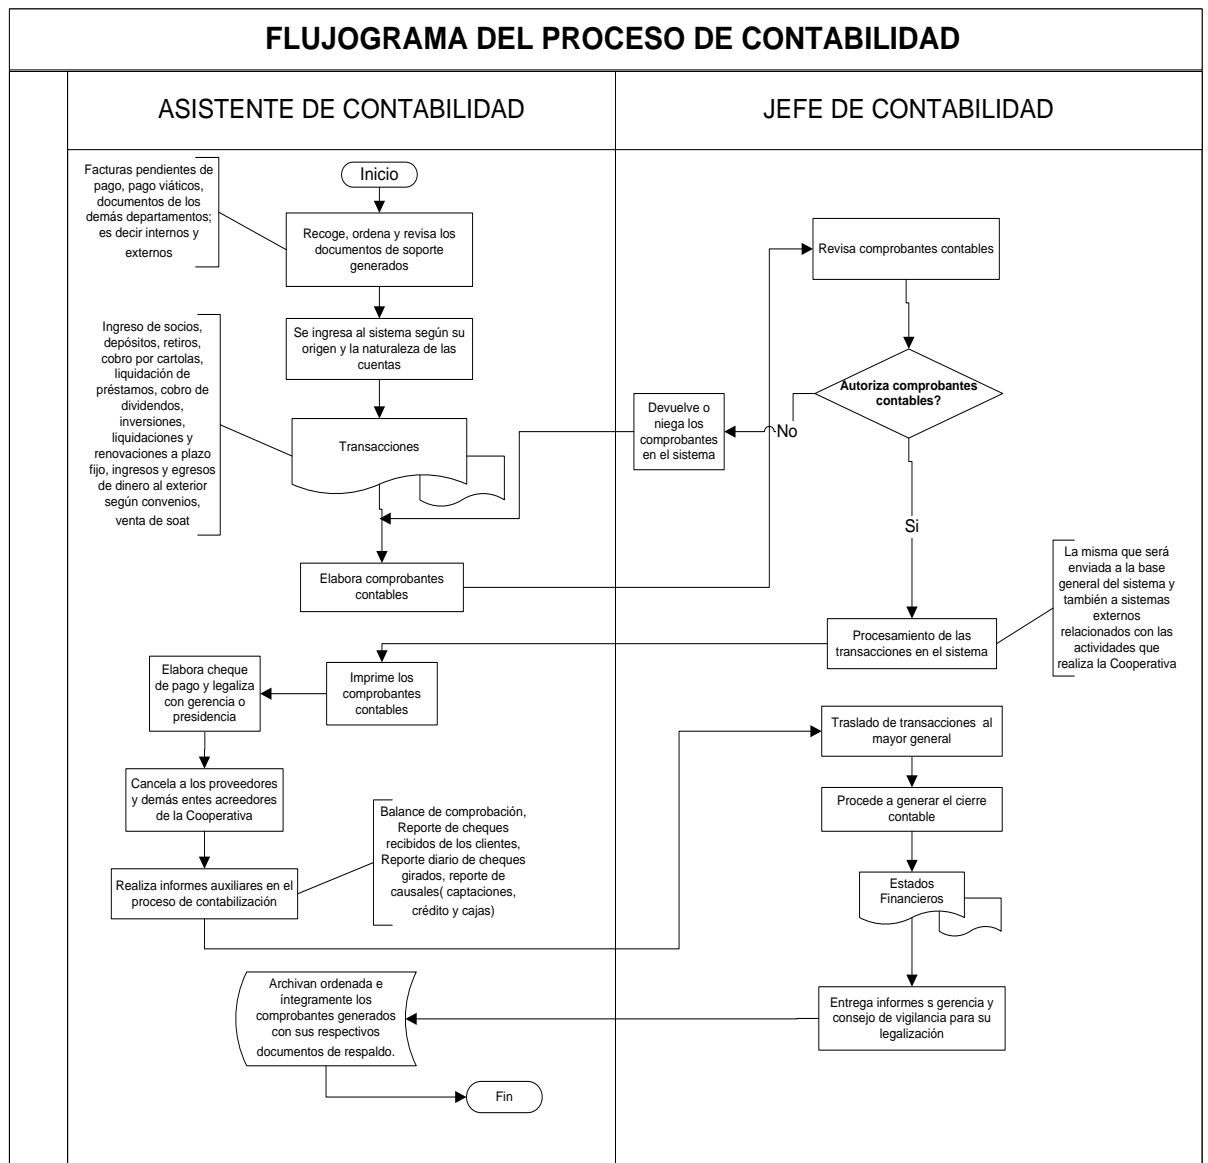 FLUJOGRAMA DEL PROCESO DE CONTABILIDAD
ASISTENTE DE CONTABILIDAD
JEFE DE CONTABILIDAD
Facturas pendientes de
pago, pago viáticos,
documentos de los
demás departamentos;
es decir internos y
externos
Inicio
Recoge, ordena y revisa los
documentos de soporte
generados
Revisa comprobantes contables
Ingreso de socios,
depósitos, retiros,
cobro por cartolas,
liquidación de
préstamos, cobro de
dividendos,
inversiones,
liquidaciones y
renovaciones a plazo
fijo, ingresos y egresos
de dinero al exterior
según convenios,
venta de soat
Se ingresa al sistema según su
origen y la naturaleza de las
cuentas
Autoriza comprobantes
contables?
Devuelve o
niega los
comprobantes
en el sistema
No
Transacciones
Si
Elabora comprobantes
contables
La misma que será
enviada a la base
general del sistema y
también a sistemas
externos
relacionados con las
actividades que
realiza la Cooperativa
Procesamiento de las
transacciones en el sistema
Elabora cheque
de pago y legaliza
con gerencia o
presidencia
Imprime los
comprobantes
contables
Traslado de transacciones al
mayor general
Cancela a los proveedores
y demás entes acreedores
de la Cooperativa
Procede a generar el cierre
contable
Balance de comprobación,
Reporte de cheques
recibidos de los clientes,
Reporte diario de cheques
girados, reporte de
causales( captaciones,
crédito y cajas)
Realiza informes auxiliares en el
proceso de contabilización
Estados
Financieros
Archivan ordenada e
íntegramente los
comprobantes generados
con sus respectivos
documentos de respaldo.
Entrega informes s gerencia y
consejo de vigilancia para su
legalización
Fin